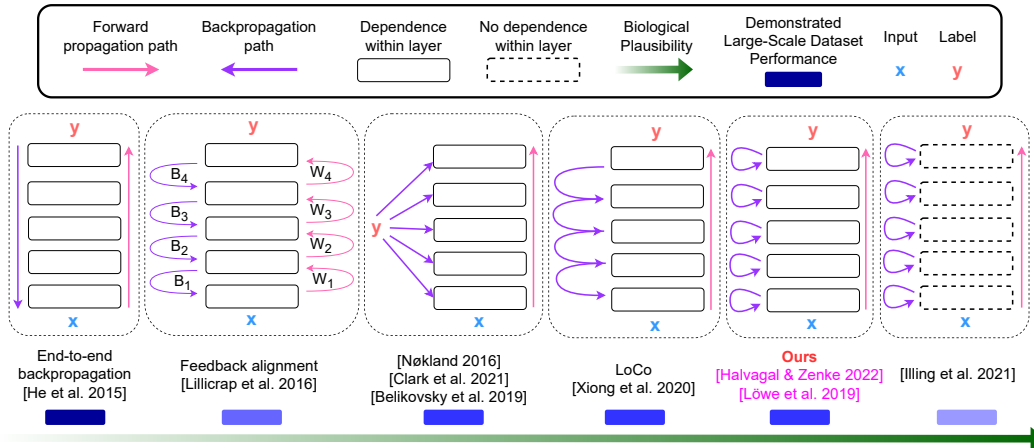 Forward
propagation path
Backpropagation
path
Dependence
within layer
No dependence
within layer
Biological
Plausibility
Demonstrated
Large-Scale Dataset
Performance
Input
x
Label
y
y
x
End-to-end
backpropagation
[He et al. 2015]
y
B4
W4
B3
W3
B2
W2
B1
W1
x
Feedback alignment
[Lillicrap et al. 2016]
y
x
[Nøkland 2016]
[Clark et al. 2021]
[Belikovsky et al. 2019]
LoCo
[Xiong et al. 2020]
y
x
Ours
[Halvagal & Zenke 2022]
[Löwe et al. 2019]
y
x
[Illing et al. 2021]
y
x